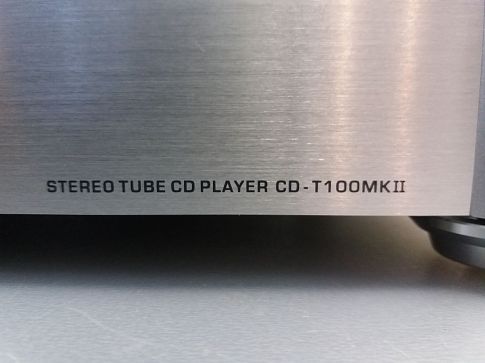 STEREO TUBE CD PLAYER CD-T100MKII